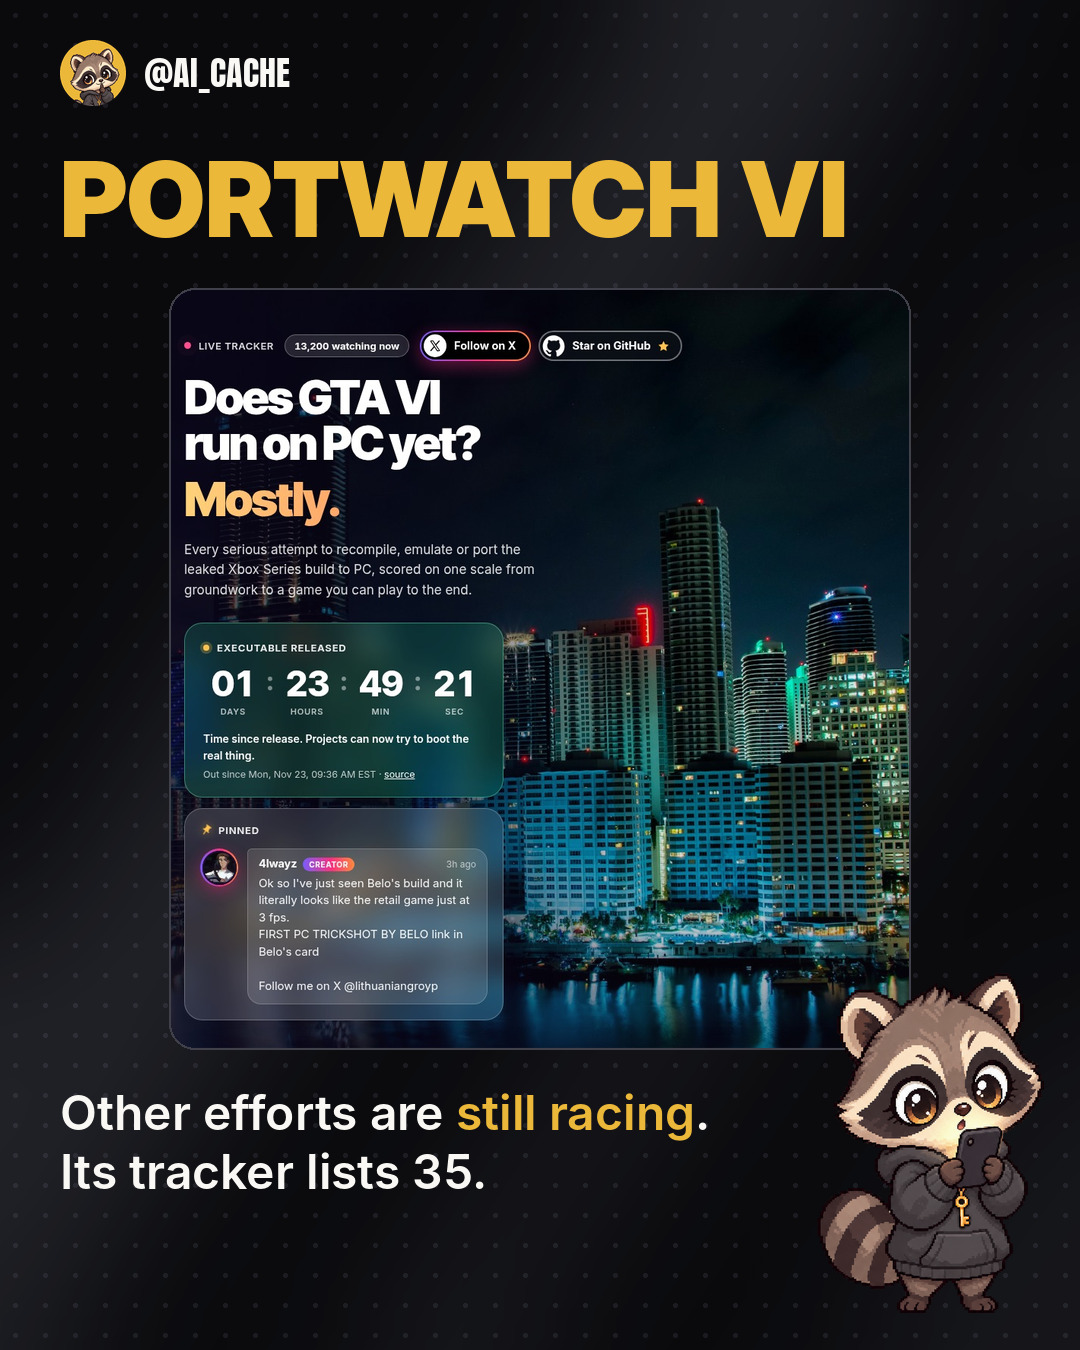 @AI_CACHE
PORTWATCH VI
LIVE TRACKER
13,200 watching now
Follow on X
Star on GitHub
Does GTA VI
run on PC yet?
Mostly.
Every serious attempt to recompile, emulate or port the
leaked Xbox Series build to PC, scored on one scale from
groundwork to a game you can play to the end.
EXECUTABLE RELEASED
01 : 23 : 49 : 21
DAYS HOURS MIN SEC
Time since release. Projects can now try to boot the
real thing.
Out since Mon, Nov 23, 09:36 AM EST · source
PINNED
4lwayz CREATOR 3h ago
Ok so I've just seen Belo's build and it
literally looks like the retail game just at
3 fps.
FIRST PC TRICKSHOT BY BELO link in
Belo's card
Follow me on X @lithuaniangroyp
Other efforts are still racing.
Its tracker lists 35.